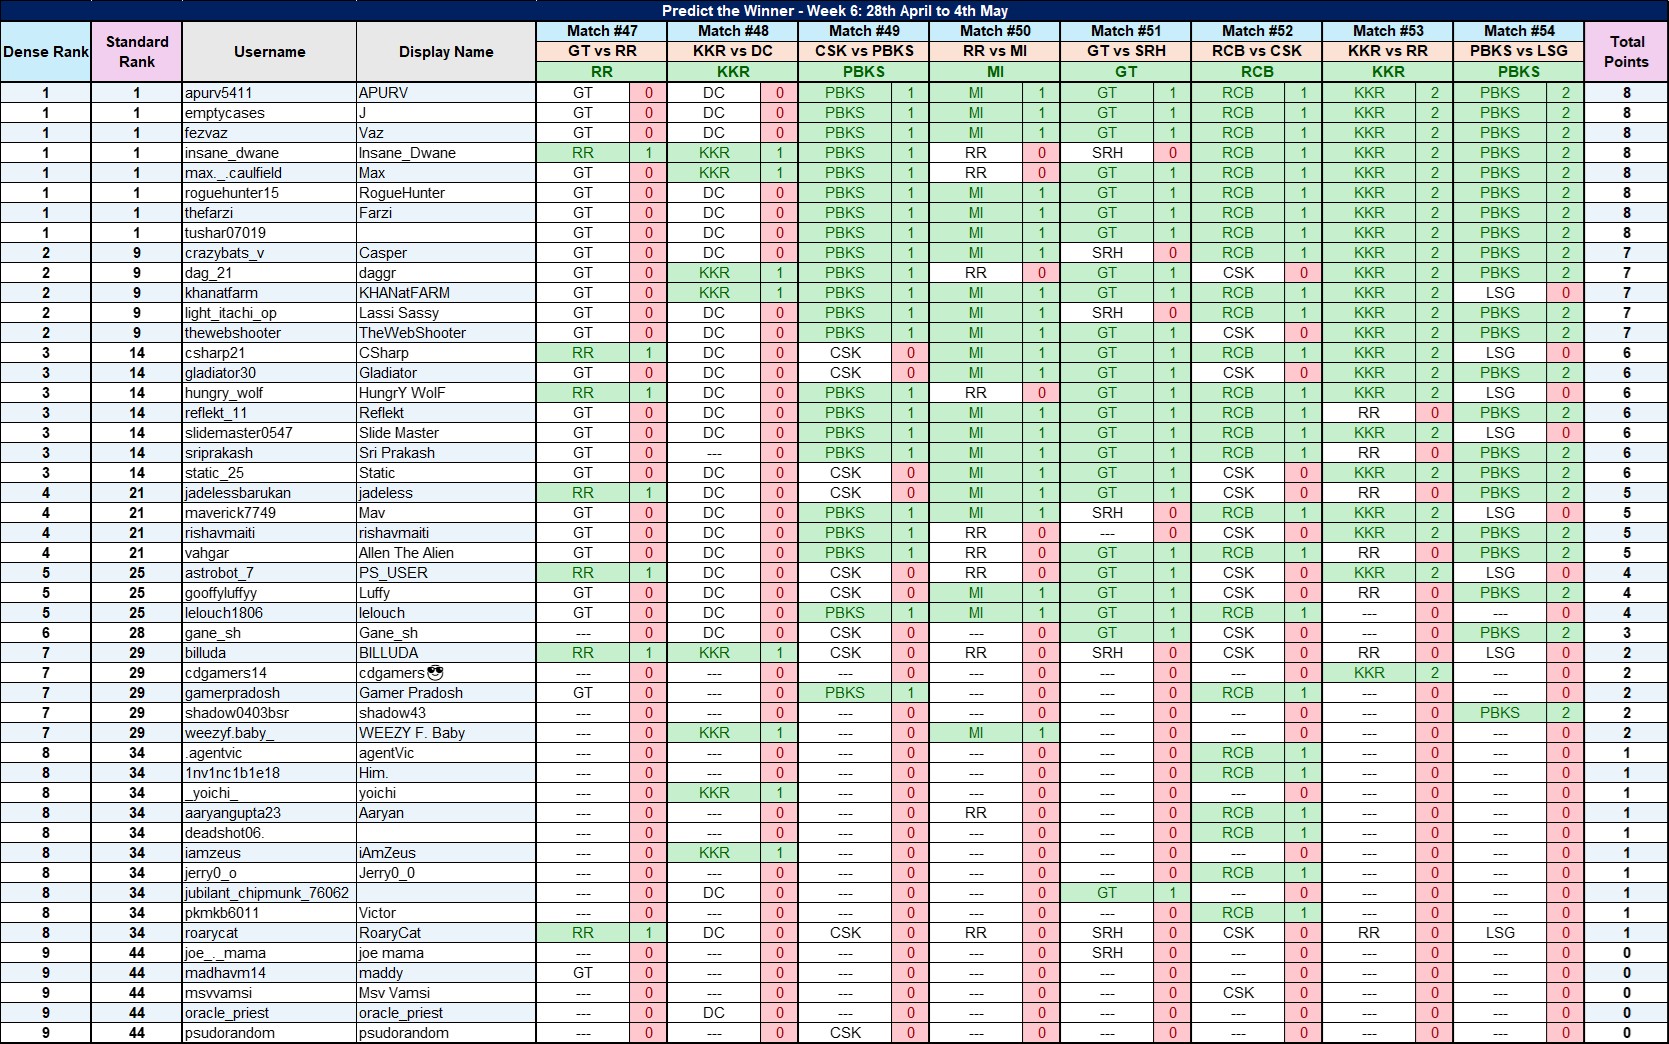 Predict the Winner - Week 6: 28th April to 4th May
Dense Rank Standard Rank Username Display Name Match #47 Match #48 Match #49 Match #50 Match #51 Match #52 Match #53 Match #54 Total Points
GT vs RR KKR vs DC CSK vs PBKS RR vs MI GT vs SRH RCB vs CSK KKR vs RR PBKS vs LSG
RR KKR PBKS MI GT RCB KKR PBKS
1 1 apurv5411 APURV GT 0 DC 0 PBKS 1 MI 1 GT 1 RCB 1 KKR 2 PBKS 2 8
1 1 emptycases J GT 0 DC 0 PBKS 1 MI 1 GT 1 RCB 1 KKR 2 PBKS 2 8
1 1 fezvaz Vaz GT 0 DC 0 PBKS 1 MI 1 GT 1 RCB 1 KKR 2 PBKS 2 8
1 1 insane_dwane Insane_Dwane RR 1 KKR 1 PBKS 1 RR 0 SRH 0 RCB 1 KKR 2 PBKS 2 8
1 1 max._.caulfield Max GT 0 KKR 1 PBKS 1 RR 0 GT 1 RCB 1 KKR 2 PBKS 2 8
1 1 roguehunter15 RogueHunter GT 0 DC 0 PBKS 1 MI 1 GT 1 RCB 1 KKR 2 PBKS 2 8
1 1 thefarzi Farzi GT 0 DC 0 PBKS 1 MI 1 GT 1 RCB 1 KKR 2 PBKS 2 8
1 1 tushar07019 GT 0 DC 0 PBKS 1 MI 1 GT 1 RCB 1 KKR 2 PBKS 2 8
2 9 crazybats_v Casper GT 0 DC 0 PBKS 1 MI 1 SRH 0 RCB 1 KKR 2 PBKS 2 7
2 9 dag_21 daggr GT 0 KKR 1 PBKS 1 RR 0 GT 1 CSK 0 KKR 2 PBKS 2 7
2 9 khanatfarm KHANatFARM GT 0 KKR 1 PBKS 1 MI 1 GT 1 RCB 1 KKR 2 LSG 0 7
2 9 light_itachi_op Lassi Sassy GT 0 DC 0 PBKS 1 MI 1 SRH 0 RCB 1 KKR 2 PBKS 2 7
2 9 thewebshooter TheWebShooter GT 0 DC 0 PBKS 1 MI 1 GT 1 CSK 0 KKR 2 PBKS 2 7
3 14 csharp21 CSharp RR 1 DC 0 CSK 0 MI 1 GT 1 RCB 1 KKR 2 LSG 0 6
3 14 gladiator30 Gladiator GT 0 DC 0 CSK 0 MI 1 GT 1 CSK 0 KKR 2 PBKS 2 6
3 14 hungry_wolf HungrY WolF RR 1 DC 0 PBKS 1 RR 0 GT 1 RCB 1 KKR 2 LSG 0 6
3 14 reflekt_11 Reflekt GT 0 DC 0 PBKS 1 MI 1 GT 1 RCB 1 RR 0 PBKS 2 6
3 14 slidemaster0547 Slide Master GT 0 DC 0 PBKS 1 MI 1 GT 1 RCB 1 KKR 2 LSG 0 6
3 14 sriprakash Sri Prakash GT 0 --- 0 PBKS 1 MI 1 GT 1 RCB 1 RR 0 PBKS 2 6
3 14 static_25 Static GT 0 DC 0 CSK 0 MI 1 GT 1 CSK 0 KKR 2 PBKS 2 6
4 21 jadelessbarukan jadeless RR 1 DC 0 CSK 0 MI 1 GT 1 CSK 0 RR 0 PBKS 2 5
4 21 maverick7749 Mav GT 0 DC 0 PBKS 1 MI 1 SRH 0 RCB 1 KKR 2 LSG 0 5
4 21 rishavmaiti rishavmaiti GT 0 DC 0 PBKS 1 RR 0 --- 0 CSK 0 KKR 2 PBKS 2 5
4 21 vahgar Allen The Alien GT 0 DC 0 PBKS 1 RR 0 GT 1 RCB 1 RR 0 PBKS 2 5
5 25 astrobot_7 PS_USER RR 1 DC 0 CSK 0 RR 0 GT 1 CSK 0 KKR 2 LSG 0 4
5 25 gooffyluffyy Luffy GT 0 DC 0 CSK 0 MI 1 GT 1 CSK 0 RR 0 PBKS 2 4
5 25 lelouch1806 lelouch GT 0 DC 0 PBKS 1 MI 1 GT 1 RCB 1 --- 0 --- 0 4
6 28 gane_sh Gane_sh --- 0 DC 0 CSK 0 --- 0 GT 1 CSK 0 --- 0 PBKS 2 3
7 29 billuda BILLUDA RR 1 KKR 1 CSK 0 RR 0 SRH 0 CSK 0 RR 0 LSG 0 2
7 29 cdgamers14 cdgamers😎 --- 0 --- 0 --- 0 --- 0 --- 0 --- 0 KKR 2 --- 0 2
7 29 gamerpradosh Gamer Pradosh GT 0 --- 0 PBKS 1 --- 0 --- 0 RCB 1 --- 0 --- 0 2
7 29 shadow0403bsr shadow43 --- 0 --- 0 --- 0 --- 0 --- 0 --- 0 --- 0 PBKS 2 2
7 29 weezyf.baby_ WEEZY F. Baby --- 0 KKR 1 --- 0 MI 1 --- 0 --- 0 --- 0 --- 0 2
8 34 .agentvic agentVic --- 0 --- 0 --- 0 --- 0 --- 0 RCB 1 --- 0 --- 0 1
8 34 1nv1nc1b1e18 Him. --- 0 --- 0 --- 0 --- 0 --- 0 RCB 1 --- 0 --- 0 1
8 34 _yoichi_ yoichi --- 0 KKR 1 --- 0 --- 0 --- 0 --- 0 --- 0 --- 0 1
8 34 aaryangupta23 Aaryan --- 0 --- 0 --- 0 RR 0 --- 0 RCB 1 --- 0 --- 0 1
8 34 deadshot06. --- 0 --- 0 --- 0 --- 0 --- 0 RCB 1 --- 0 --- 0 1
8 34 iamzeus iAmZeus --- 0 KKR 1 --- 0 --- 0 --- 0 --- 0 --- 0 --- 0 1
8 34 jerry0_o Jerry0_0 --- 0 --- 0 --- 0 --- 0 --- 0 RCB 1 --- 0 --- 0 1
8 34 jubilant_chipmunk_76062 --- 0 DC 0 --- 0 --- 0 GT 1 --- 0 --- 0 --- 0 1
8 34 pkmkb6011 Victor --- 0 --- 0 --- 0 --- 0 --- 0 RCB 1 --- 0 --- 0 1
8 34 roarycat RoaryCat RR 1 DC 0 CSK 0 RR 0 SRH 0 CSK 0 RR 0 LSG 0 1
9 44 joe_._mama joe mama --- 0 --- 0 --- 0 --- 0 SRH 0 --- 0 --- 0 --- 0 0
9 44 madhavm14 maddy GT 0 --- 0 --- 0 --- 0 --- 0 --- 0 --- 0 --- 0 0
9 44 msvvamsi Msv Vamsi --- 0 --- 0 --- 0 --- 0 --- 0 CSK 0 --- 0 --- 0 0
9 44 oracle_priest oracle_priest --- 0 DC 0 --- 0 --- 0 --- 0 --- 0 --- 0 --- 0 0
9 44 psudorandom psudorandom --- 0 --- 0 CSK 0 --- 0 --- 0 --- 0 --- 0 --- 0 0